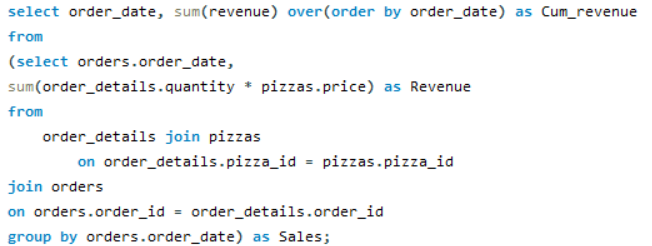 select order_date, sum(revenue) over(order by order_date) as Cum_revenue
from
(select orders.order_date,
sum(order_details.quantity * pizzas.price) as Revenue
from
    order_details join pizzas
        on order_details.pizza_id = pizzas.pizza_id
join orders
on orders.order_id = order_details.order_id
group by orders.order_date) as Sales;